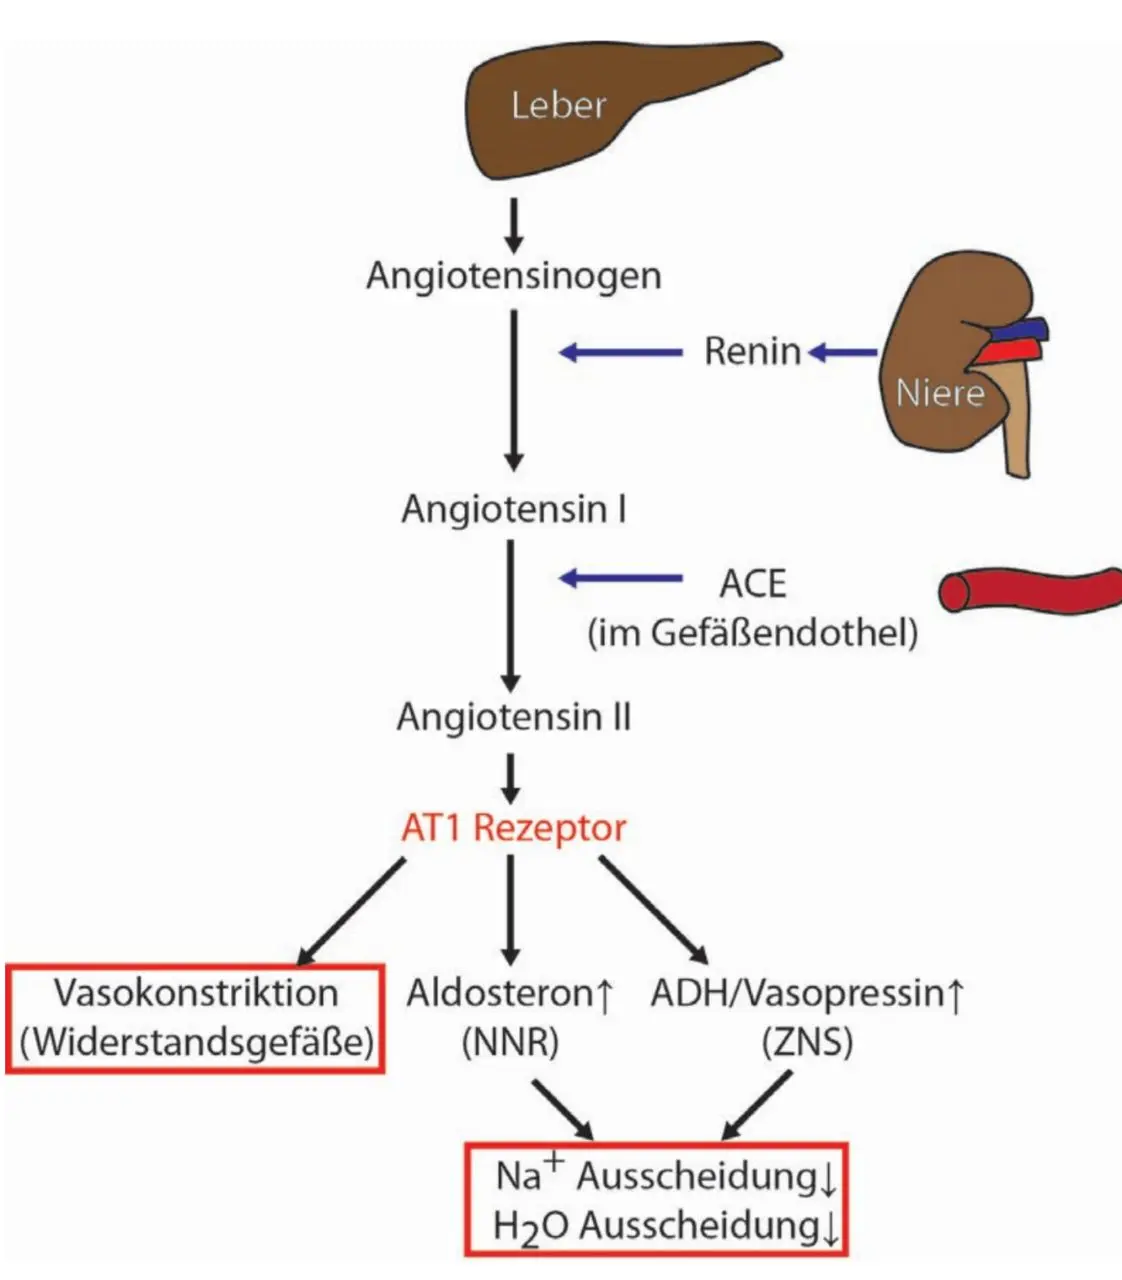 Leber
Angiotensinogen
Renin
Niere
Angiotensin I
ACE
(im Gefäßendothel)
Angiotensin II
AT1 Rezeptor
Vasokonstriktion
(Widerstandsgefäße)
Aldosteron↑
(NNR)
ADH/Vasopressin↑
(ZNS)
Na⁺ Ausscheidung↓
H₂O Ausscheidung↓